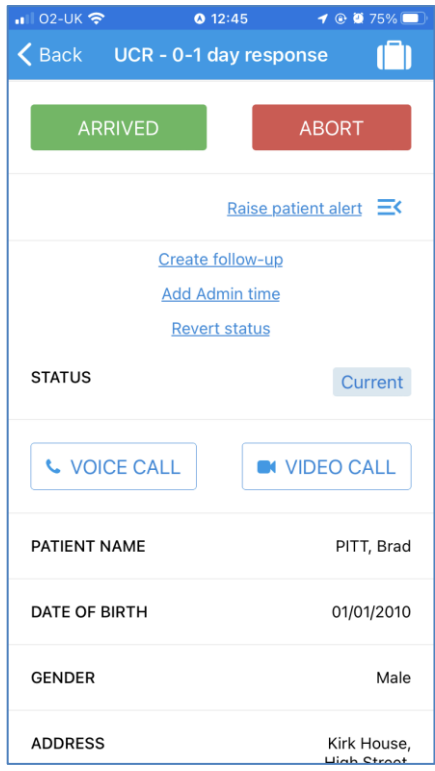 O2-UK 12:45 75%
Back UCR - 0-1 day response
ARRIVED ABORT
Raise patient alert
Create follow-up
Add Admin time
Revert status
STATUS Current
VOICE CALL VIDEO CALL
PATIENT NAME PITT, Brad
DATE OF BIRTH 01/01/2010
GENDER Male
ADDRESS Kirk House,
High Street,